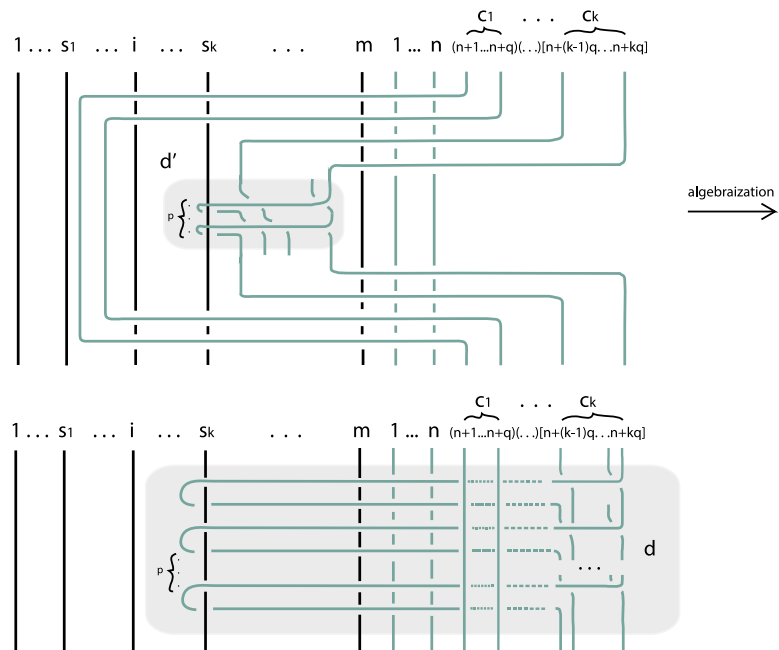 C1 . . . Ck
1 . . . s1 . . . i . . . sk . . . m 1 ... n (n+1...n+q)(. . .)[n+(k-1)q. . .n+kq]
d'
p
algebraization
C1 . . . Ck
1 . . . s1 . . . i . . . sk . . . m 1 ... n (n+1...n+q)(. . .)[n+(k-1)q. . .n+kq]
d
p
. . .